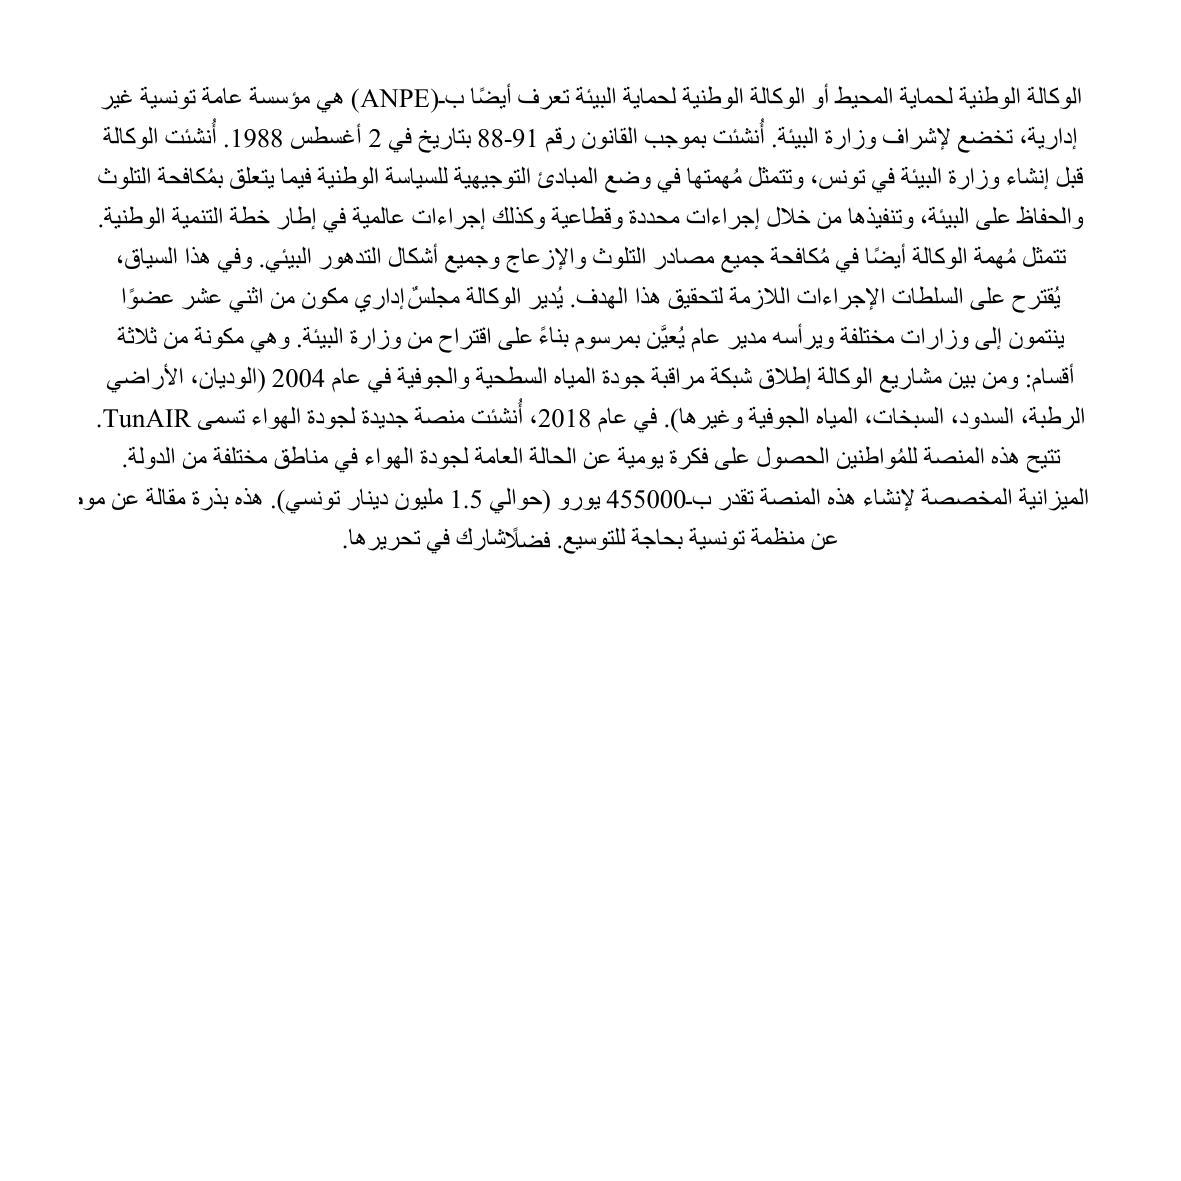 الوكالة الوطنية لحماية المحيط أو الوكالة الوطنية لحماية البيئة تعرف أيضًا بـ(ANPE) هي مؤسسة عامة تونسية غير
إدارية، تخضع لإشراف وزارة البيئة. أُنشئت بموجب القانون رقم 91-88 بتاريخ في 2 أغسطس 1988. أُنشئت الوكالة
قبل إنشاء وزارة البيئة في تونس، وتتمثل مُهمتها في وضع المبادئ التوجيهية للسياسة الوطنية فيما يتعلق بمُكافحة التلوث
والحفاظ على البيئة، وتنفيذها من خلال إجراءات محددة وقطاعية وكذلك إجراءات عالمية في إطار خطة التنمية الوطنية.
تتمثل مُهمة الوكالة أيضًا في مُكافحة جميع مصادر التلوث والإزعاج وجميع أشكال التدهور البيئي. وفي هذا السياق،
يُقترح على السلطات الإجراءات اللازمة لتحقيق هذا الهدف. يُدير الوكالة مجلسٌ إداري مكون من اثني عشر عضوًا
ينتمون إلى وزارات مختلفة ويرأسه مدير عام يُعيَّن بمرسوم بناءً على اقتراح من وزارة البيئة. وهي مكونة من ثلاثة
أقسام: ومن بين مشاريع الوكالة إطلاق شبكة مراقبة جودة المياه السطحية والجوفية في عام 2004 (الوديان، الأراضي
الرطبة، السدود، السبخات، المياه الجوفية وغيرها). في عام 2018، أُنشئت منصة جديدة لجودة الهواء تسمى TunAIR.
تتيح هذه المنصة للمُواطنين الحصول على فكرة يومية عن الحالة العامة لجودة الهواء في مناطق مختلفة من الدولة.
الميزانية المخصصة لإنشاء هذه المنصة تقدر بـ455000 يورو (حوالي 1.5 مليون دينار تونسي). هذه بذرة مقالة عن
عن منظمة تونسية بحاجة للتوسيع. فضلًاشارك في تحريرها.